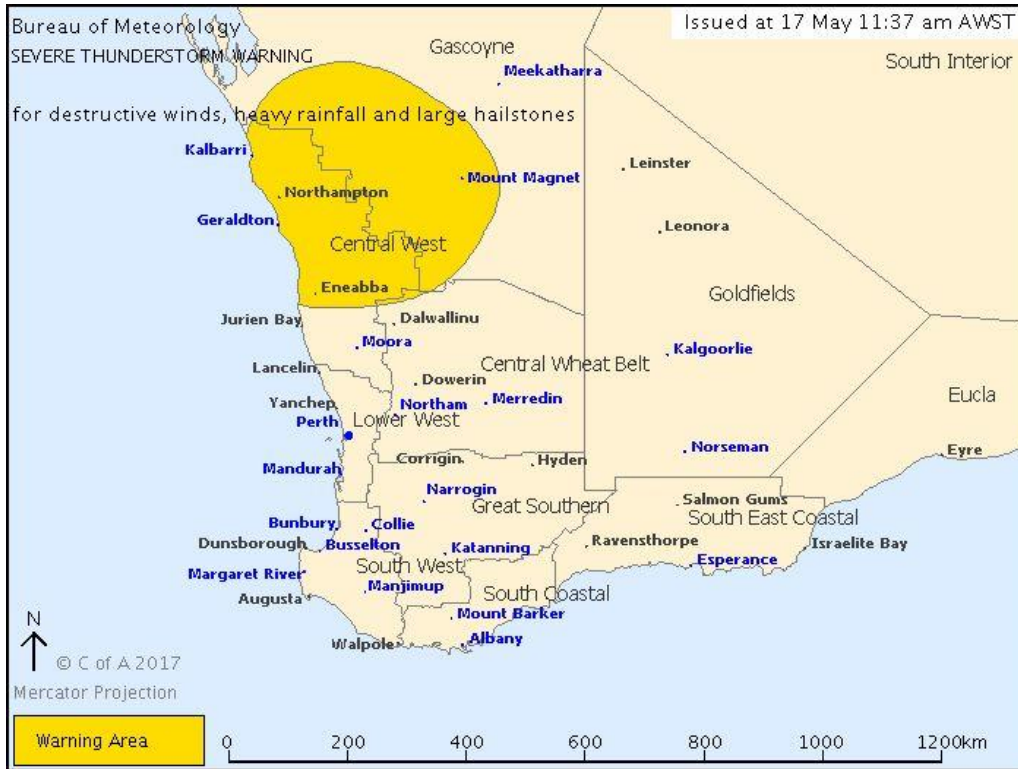 Bureau of Meteorology
Issued at 17 May 11:37 am AWST
SEVERE THUNDERSTORM WARNING
for destructive winds, heavy rainfall and large hailstones
Gascoyne
South Interior
Meekatharra
Kalbarri
Leinster
Mount Magnet
Northampton
Geraldton
Leonora
Central West
Eneabba
Goldfields
Jurien Bay
Dalwallinu
Moora
Kalgoorlie
Central Wheat Belt
Lancelin
Dowerin
Eucla
Yanchep
Northam
Merredin
Perth
Lower West
Norseman
Eyre
Mandurah
Corrigin
Hyden
Narrogin
Great Southern
Salmon Gums
South East Coastal
Bunbury
Collie
Dunsborough
Busselton
Katanning
Ravensthorpe
Israelite Bay
Esperance
Margaret River
South West
Manjimup
South Coastal
Augusta
Mount Barker
Walpole
Albany
N
© C of A 2017
Mercator Projection
Warning Area
0 200 400 600 800 1000 1200km